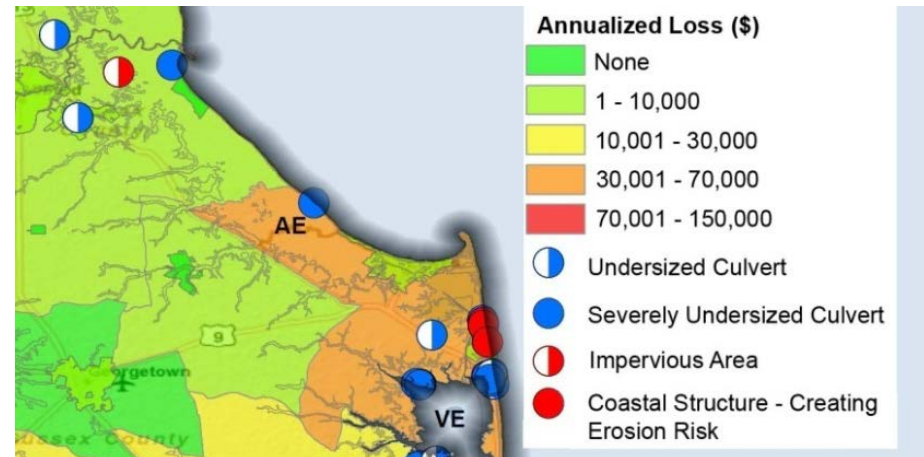 AE
9
VE
County
Annualized Loss ($)
None
1 - 10,000
10,001 - 30,000
30,001 - 70,000
70,001 - 150,000
Undersized Culvert
Severely Undersized Culvert
Impervious Area
Coastal Structure - Creating
Erosion Risk